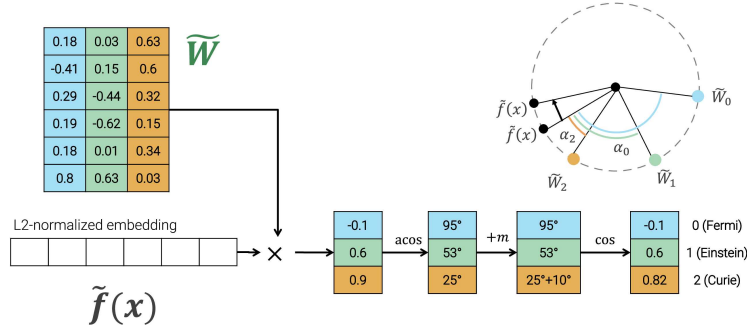 0.18 0.03 0.63
-0.41 0.15 0.6
0.29 -0.44 0.32
0.19 -0.62 0.15
0.18 0.01 0.34
0.8 0.63 0.03
W̃
L2-normalized embedding
f̃(x)
×
-0.1
0.6
0.9
acos
95°
53°
25°
+m
95°
53°
25°+10°
cos
-0.1 0 (Fermi)
0.6 1 (Einstein)
0.82 2 (Curie)
f̃(x)
f̃(x)
α₂
α₀
W̃₀
W̃₁
W̃₂